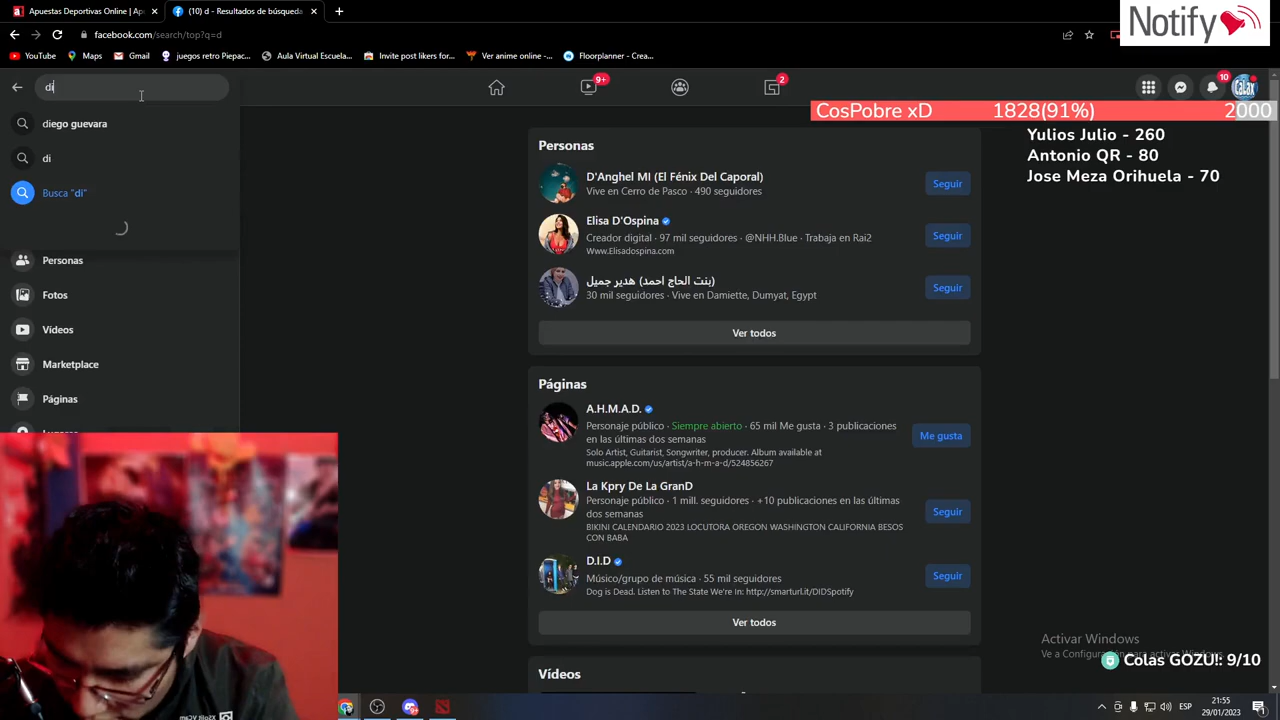 Apuestas Deportivas Online | Ap
(10) d - Resultados de búsqueda
Notify
facebook.com/search/top?q=d
YouTube
Maps
Gmail
juegos retro Piepac...
Aula Virtual Escuela...
Invite post likers for...
Ver anime online -...
Floorplanner - Crea...
di
9+
2
10
CosPobre xD 1828(91%) 2000
Yulios Julio - 260
Antonio QR - 80
Jose Meza Orihuela - 70
diego guevara
di
Busca "di"
Personas
Fotos
Videos
Marketplace
Páginas
Personas
D'Anghel MI (El Fénix Del Caporal)
Vive en Cerro de Pasco · 490 seguidores
Seguir
Elisa D'Ospina
Creador digital · 97 mil seguidores · @NHH.Blue · Trabaja en Rai2
Www.Elisadospina.com
Seguir
هدير جميل (بنت الحاج احمد)
30 mil seguidores · Vive en Damiette, Dumyat, Egypt
Seguir
Ver todos
Páginas
A.H.M.A.D.
Personaje público · Siempre abierto · 65 mil Me gusta · 3 publicaciones
en las últimas dos semanas
Solo Artist, Guitarist, Songwriter, producer. Album available at
music.apple.com/us/artist/a-h-m-a-d/524856267
Me gusta
La Kpry De La GranD
Personaje público · 1 mill. seguidores · +10 publicaciones en las últimas
dos semanas
BIKINI CALENDARIO 2023 LOCUTORA OREGON WASHINGTON CALIFORNIA BESOS
CON BABA
Seguir
D.I.D
Músico/grupo de música · 55 mil seguidores
Dog is Dead. Listen to The State We're In: http://smarturl.it/DIDSpotify
Seguir
Ver todos
Vídeos
Activar Windows
Ve a Configuración para activar Windows.
Colas GOZU!: 9/10
ESP
21:55
29/01/2023